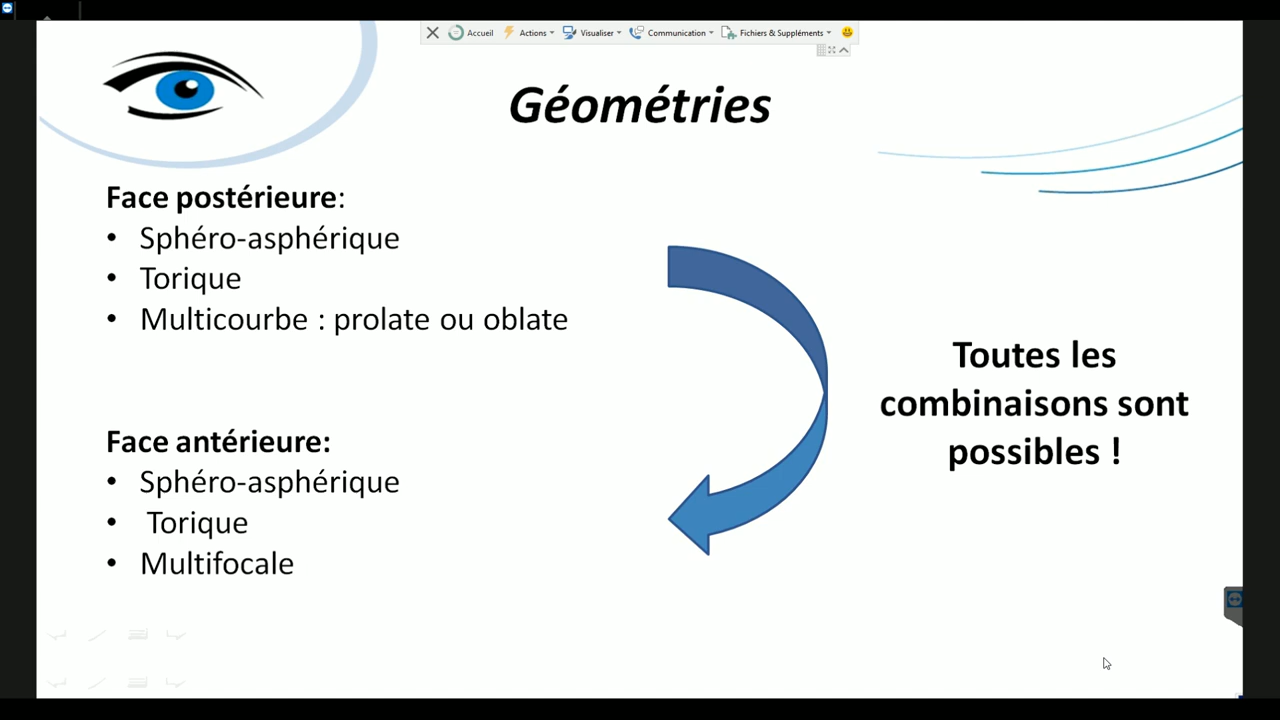 Accueil
Actions
Visualiser
Communication
Fichiers & Suppléments
Géométries
Face postérieure:
• Sphéro-asphérique
• Torique
• Multicourbe : prolate ou oblate
Face antérieure:
• Sphéro-asphérique
• Torique
• Multifocale
Toutes les
combinaisons sont
possibles !